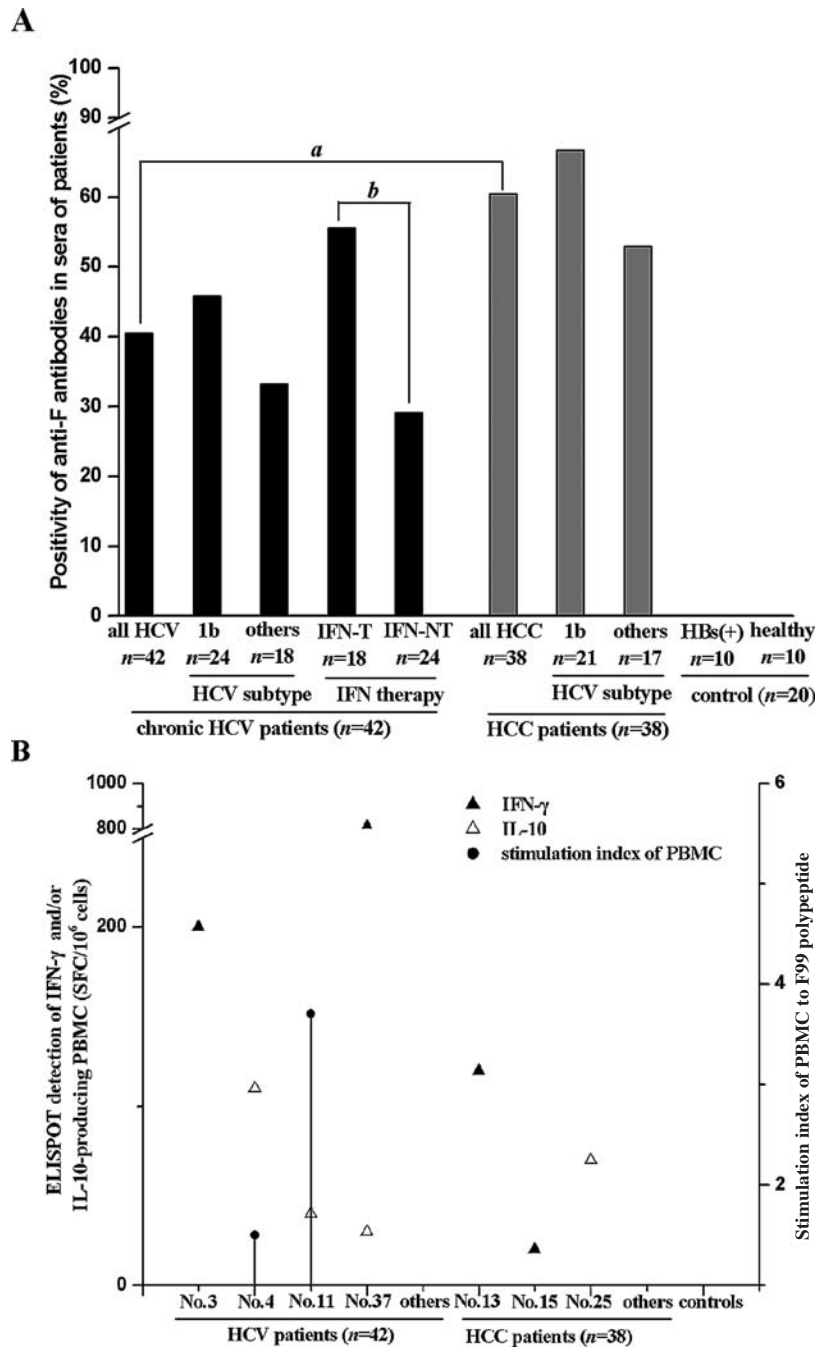 A
Positivity of anti-F antibodies in sera of patients (%)
100
90
60
50
40
30
20
10
0
a
b
all HCV 1b others IFN-T IFN-NT all HCC 1b others HBs(+) healthy
n=42 n=24 n=18 n=18 n=24 n=38 n=21 n=17 n=10 n=10
HCV subtype IFN therapy HCV subtype control (n=20)
chronic HCV patients (n=42) HCC patients (n=38)
B
ELISPOT detection of IFN-γ and/or
IL-10-producing PBMC (SFC/10⁶ cells)
1000
800
200
0
IFN-γ
IL-10
stimulation index of PBMC
6
4
2
Stimulation index of PBMC to F99 polypeptide
No.3 No.4 No.11 No.37 others No.13 No.15 No.25 others controls
HCV patients (n=42) HCC patients (n=38)